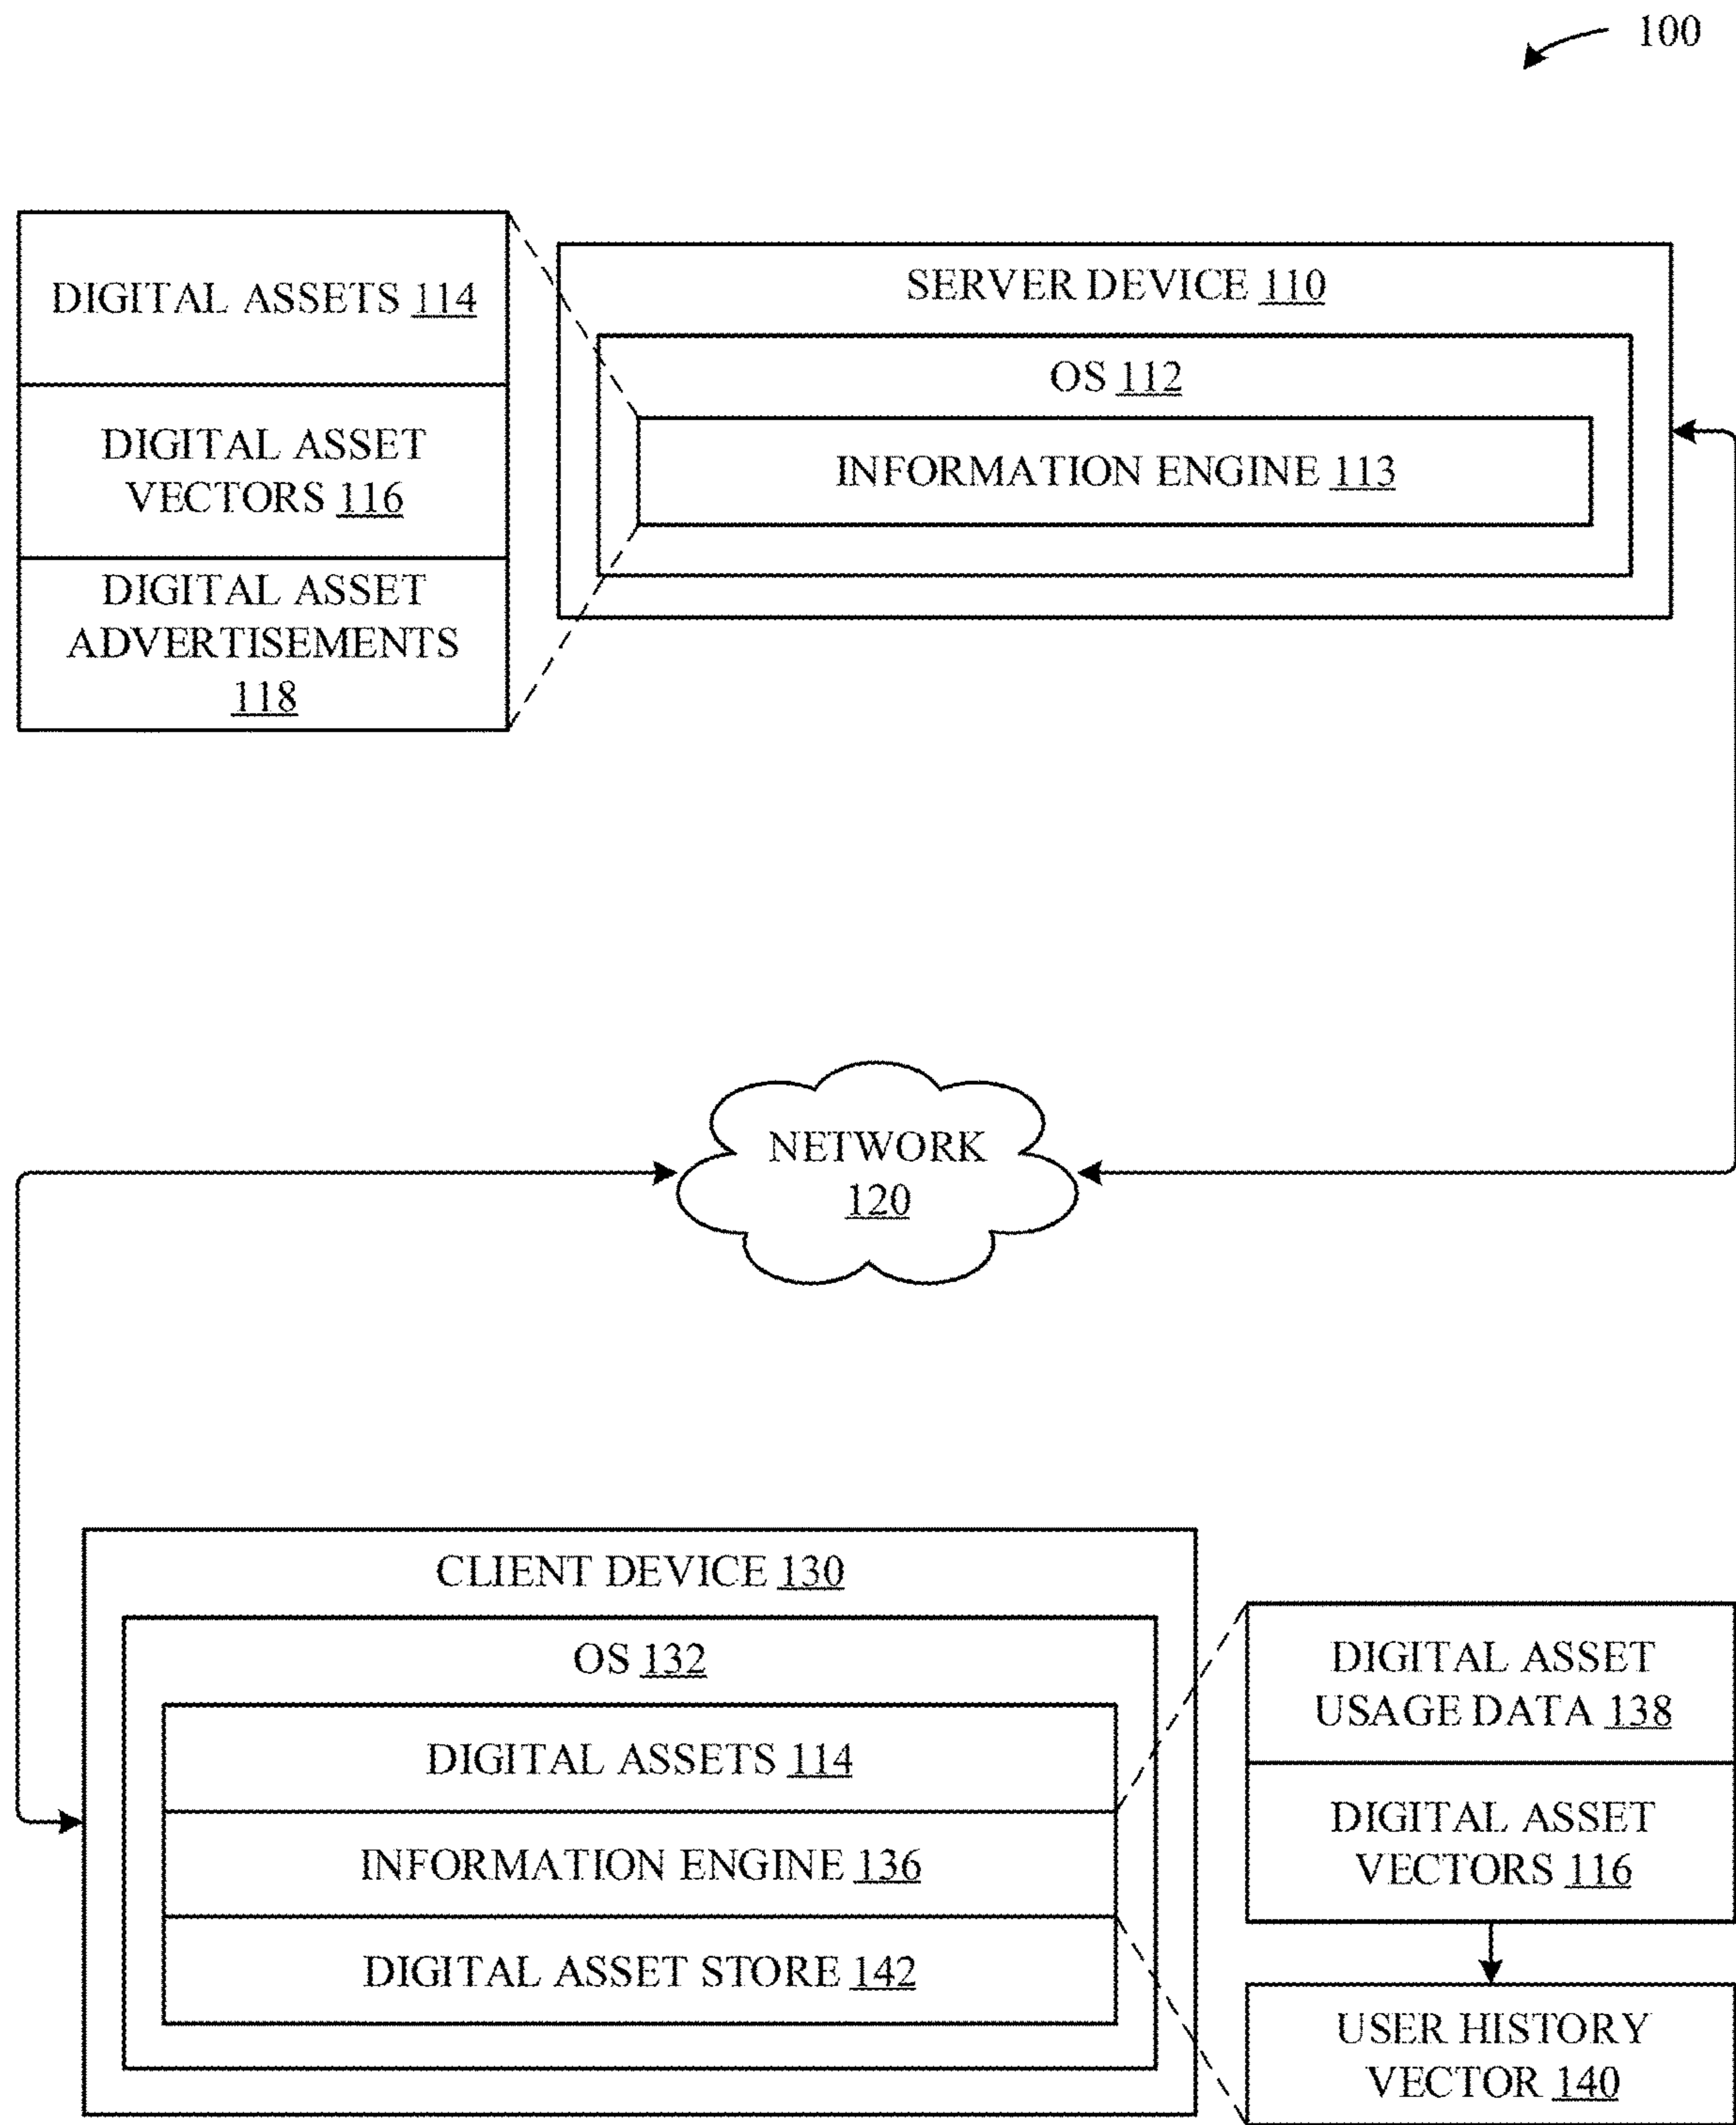 100
DIGITAL ASSETS 114
DIGITAL ASSET
VECTORS 116
DIGITAL ASSET
ADVERTISEMENTS
118
SERVER DEVICE 110
OS 112
INFORMATION ENGINE 113
NETWORK
120
CLIENT DEVICE 130
OS 132
DIGITAL ASSETS 114
INFORMATION ENGINE 136
DIGITAL ASSET STORE 142
DIGITAL ASSET
USAGE DATA 138
DIGITAL ASSET
VECTORS 116
USER HISTORY
VECTOR 140